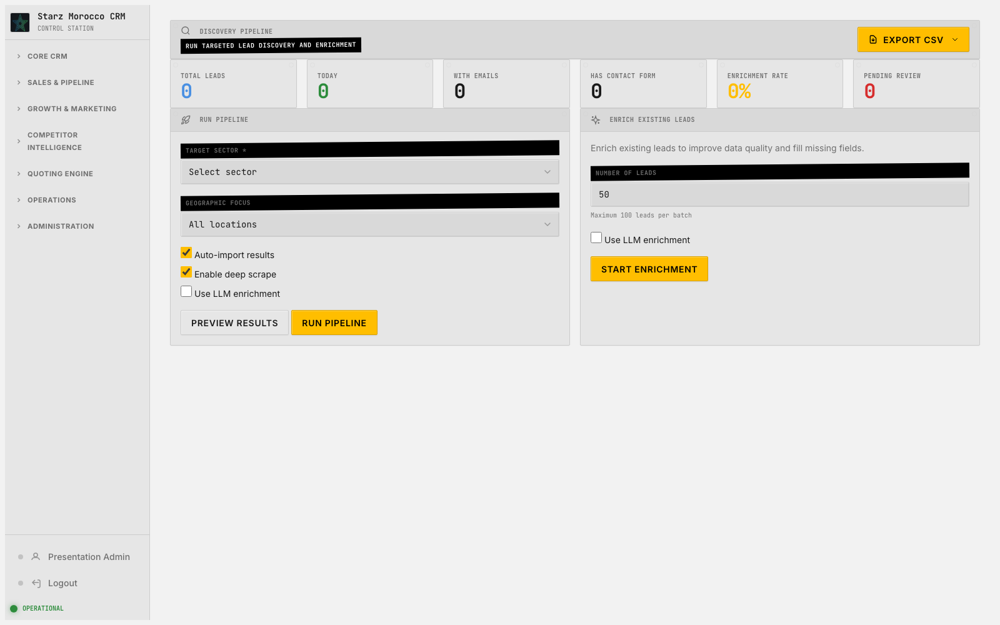 Starz Morocco CRM
CONTROL STATION
CORE CRM
SALES & PIPELINE
GROWTH & MARKETING
COMPETITOR
INTELLIGENCE
QUOTING ENGINE
OPERATIONS
ADMINISTRATION
Presentation Admin
Logout
OPERATIONAL
DISCOVERY PIPELINE
RUN TARGETED LEAD DISCOVERY AND ENRICHMENT
EXPORT CSV
TOTAL LEADS
0
TODAY
0
WITH EMAILS
0
HAS CONTACT FORM
0
ENRICHMENT RATE
0%
PENDING REVIEW
0
RUN PIPELINE
TARGET SECTOR *
Select sector
GEOGRAPHIC FOCUS
All locations
Auto-import results
Enable deep scrape
Use LLM enrichment
PREVIEW RESULTS
RUN PIPELINE
ENRICH EXISTING LEADS
Enrich existing leads to improve data quality and fill missing fields.
NUMBER OF LEADS
50
Maximum 100 leads per batch
Use LLM enrichment
START ENRICHMENT